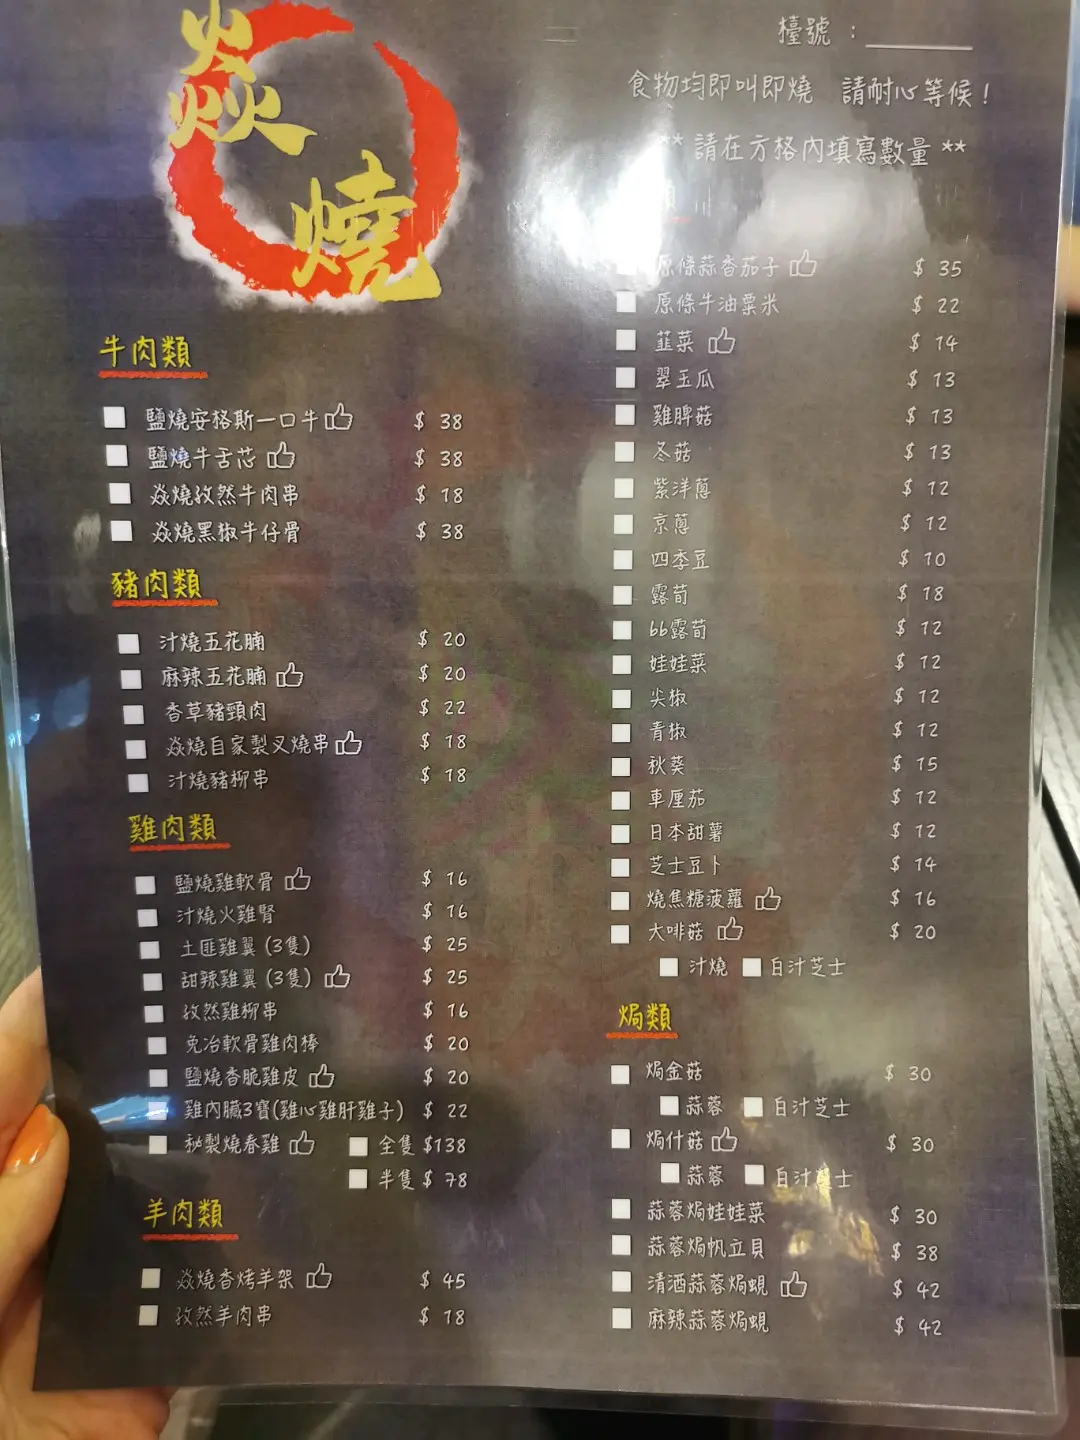 焱
燒
檯號：
食物均即叫即燒 請耐心等候！
** 請在方格內填寫數量 **
牛肉類
鹽燒安格斯一口牛 $ 38
鹽燒牛舌芯 $ 38
焱燒孜然牛肉串 $ 18
焱燒黑椒牛仔骨 $ 38
豬肉類
汁燒五花腩 $ 20
麻辣五花腩 $ 20
香草豬頸肉 $ 22
焱燒自家製叉燒串 $ 18
汁燒豬柳串 $ 18
雞肉類
鹽燒雞軟骨 $ 16
汁燒火雞腎 $ 16
土匪雞翼 (3隻) $ 25
甜辣雞翼 (3隻) $ 25
孜然雞柳串 $ 16
免冶軟骨雞肉棒 $ 20
鹽燒香脆雞皮 $ 20
雞內臟3寶(雞心雞肝雞子) $ 22
秘製燒春雞 全隻 $138
半隻 $ 78
羊肉類
焱燒香烤羊架 $ 45
孜然羊肉串 $ 18
類
原條蒜香茄子 $ 35
原條牛油粟米 $ 22
韮菜 $ 14
翠玉瓜 $ 13
雞脾菇 $ 13
冬菇 $ 13
紫洋蔥 $ 12
京蔥 $ 12
四季豆 $ 10
露荀 $ 18
bb露荀 $ 12
娃娃菜 $ 12
尖椒 $ 12
青椒 $ 12
秋葵 $ 15
車厘茄 $ 12
日本甜薯 $ 12
芝士豆卜 $ 14
燒焦糖菠蘿 $ 16
大啡菇 $ 20
汁燒 白汁芝士
焗類
焗金菇 $ 30
蒜蓉 白汁芝士
焗什菇 $ 30
蒜蓉 白汁芝士
蒜蓉焗娃娃菜 $ 30
蒜蓉焗帆立貝 $ 38
清酒蒜蓉焗蜆 $ 42
麻辣蒜蓉焗蜆 $ 42